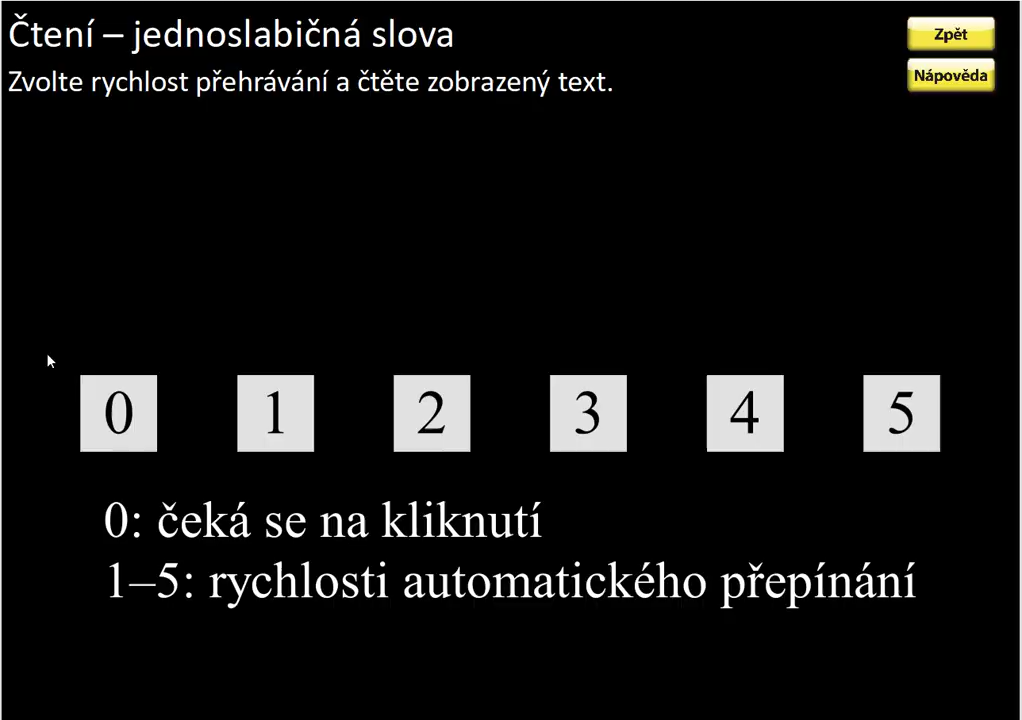 Čtení – jednoslabičná slova
Zpět
Zvolte rychlost přehrávání a čtěte zobrazený text.
Nápověda
0 1 2 3 4 5
0: čeká se na kliknutí
1–5: rychlosti automatického přepínání